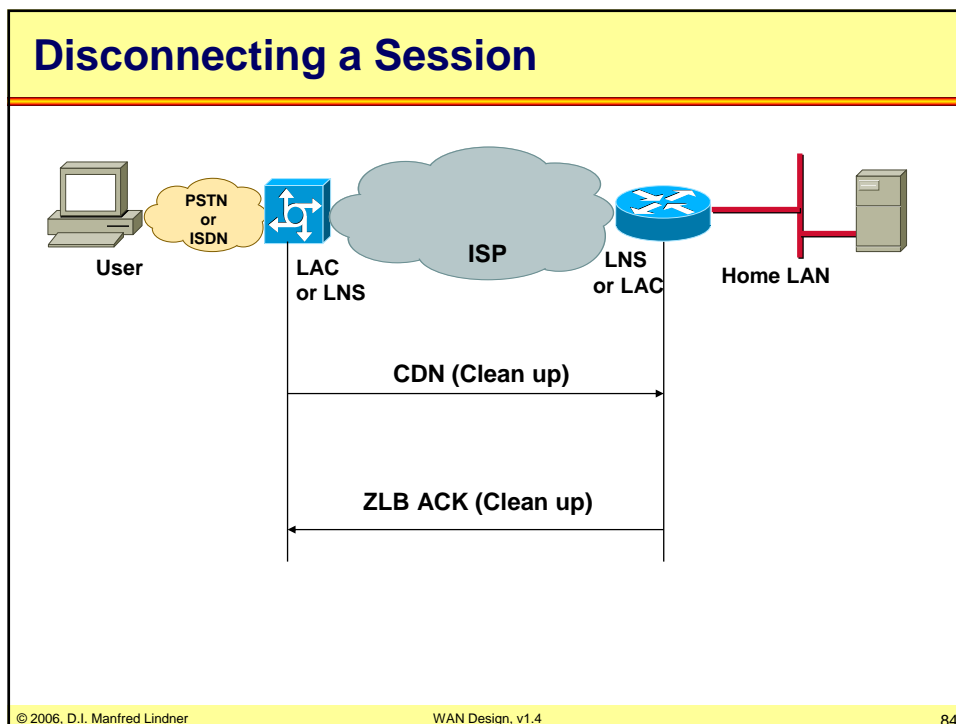 Disconnecting a Session
PSTN
or
ISDN
User
LAC
or LNS
ISP
LNS
or LAC
Home LAN
CDN (Clean up)
ZLB ACK (Clean up)
© 2006, D.I. Manfred Lindner
WAN Design, v1.4
84